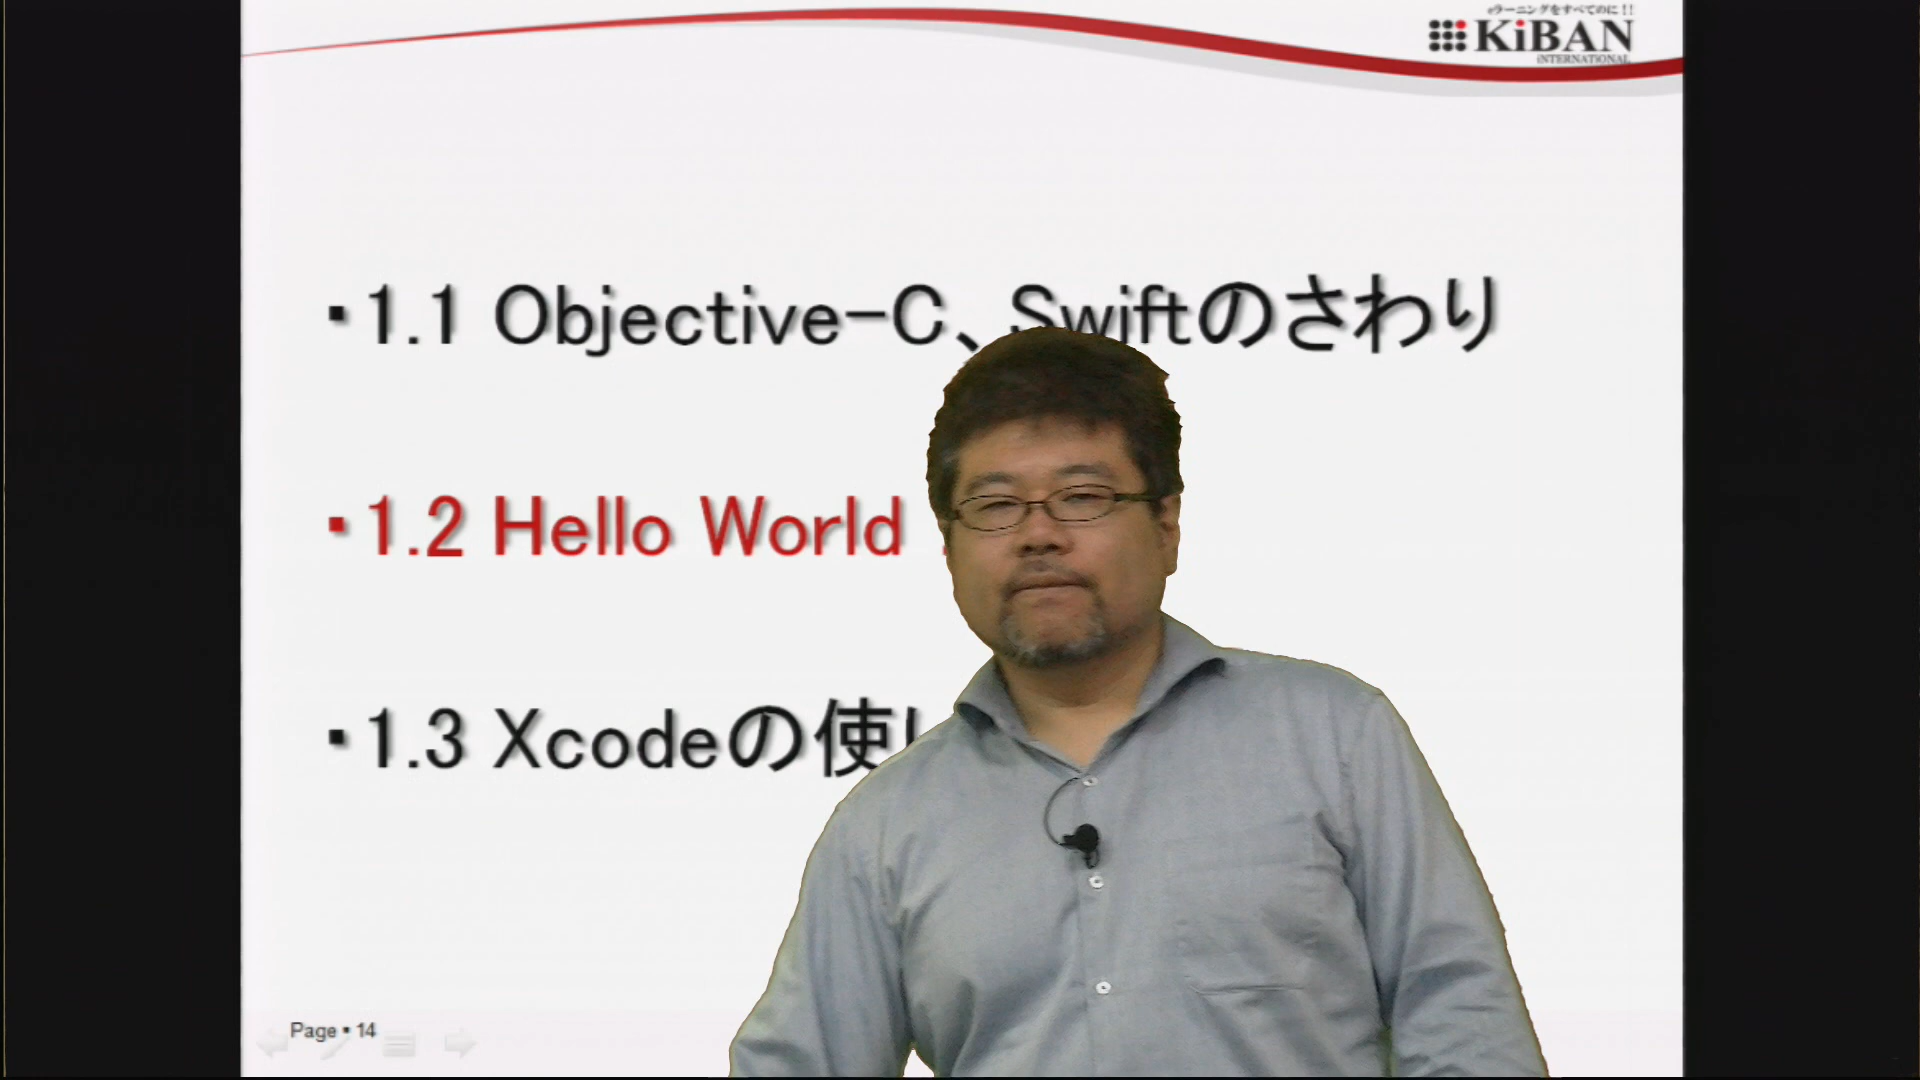 eラーニングをすべてのに!!
KiBAN
iNTERNATiONAL
・1.1 Objective-C、Swiftのさわり
・1.2 Hello World
・1.3 Xcodeの使
Page ▪ 14